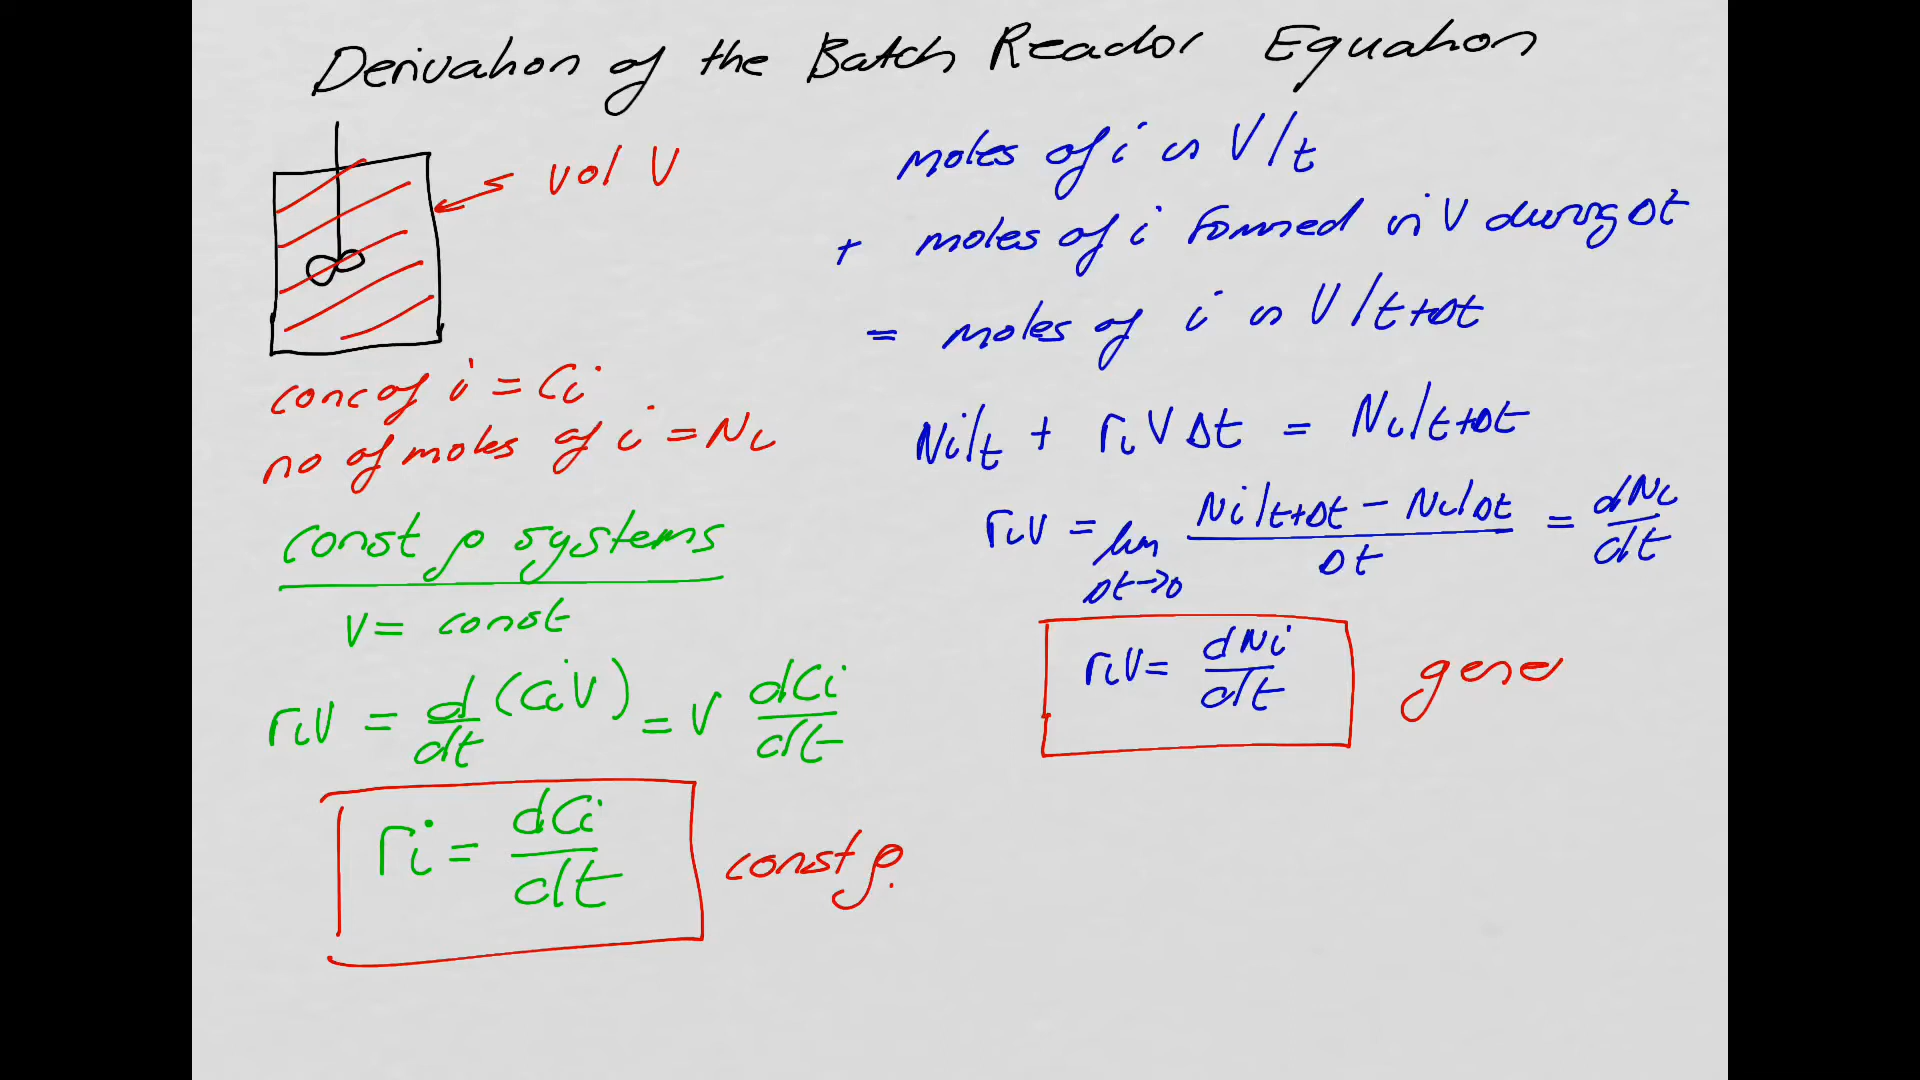 Derivation of the Batch Reactor Equation
vol V
conc of i = Ci
no of moles of i = Ni
const ρ systems
V = const
riV = d/dt (CiV) = V dCi/dt
ri = dCi/dt
const ρ.
moles of i in V|t
+ moles of i formed in V during Δt
= moles of i in V|t+Δt
Ni|t + riVΔt = Ni|t+Δt
riV = lim Δt→0 (Ni|t+Δt - Ni|Δt)/Δt = dNi/dt
riV = dNi/dt
gener